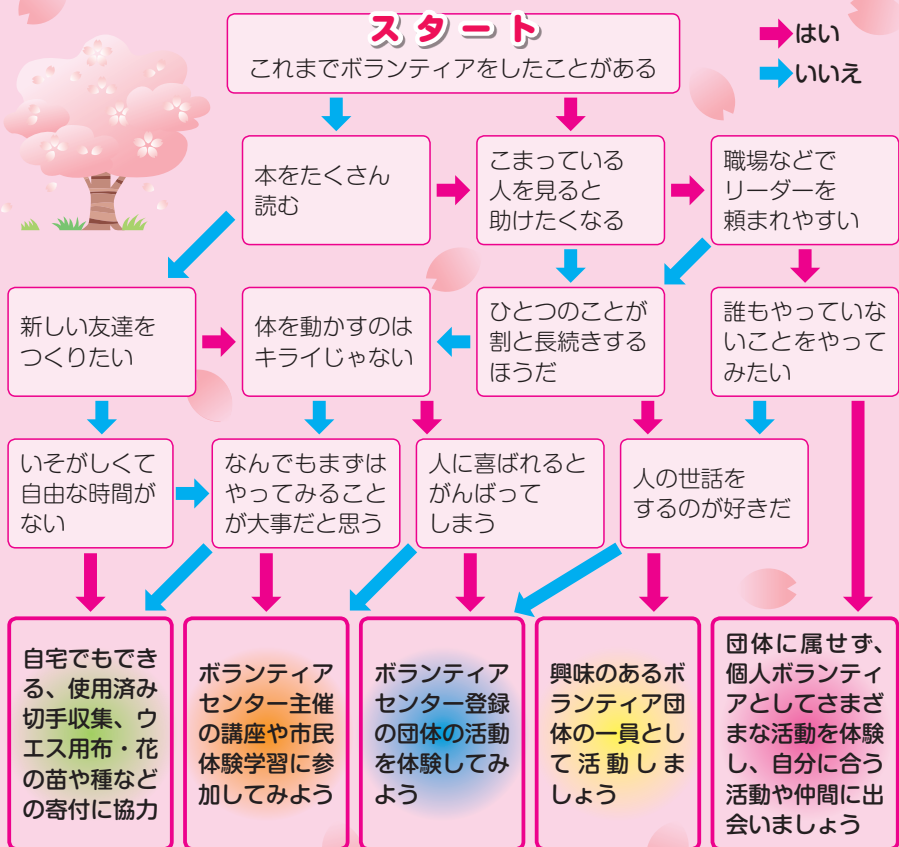 スタート
これまでボランティアをしたことがある
はい
いいえ
本をたくさん
読む
こまっている
人を見ると
助けたくなる
職場などで
リーダーを
頼まれやすい
新しい友達を
つくりたい
体を動かすのは
キライじゃない
ひとつのことが
割と長続きする
ほうだ
誰もやっていな
いことをやって
みたい
いそがしくて
自由な時間が
ない
なんでもまずは
やってみること
が大事だと思う
人に喜ばれると
がんばって
しまう
人の世話を
するのが好きだ
自宅でもでき
る、使用済み
切手収集、ウ
エス用布・花
の苗や種など
の寄付に協力
ボランティア
センター主催
の講座や市民
体験学習に参
加してみよう
ボランティア
センター登録
の団体の活動
を体験してみ
よう
興味のあるボ
ランティア団
体の一員とし
て活動しま
しょう
団体に属せず、
個人ボランティ
アとしてさまざ
まな活動を体験
し、自分に合う
活動や仲間に出
会いましょう